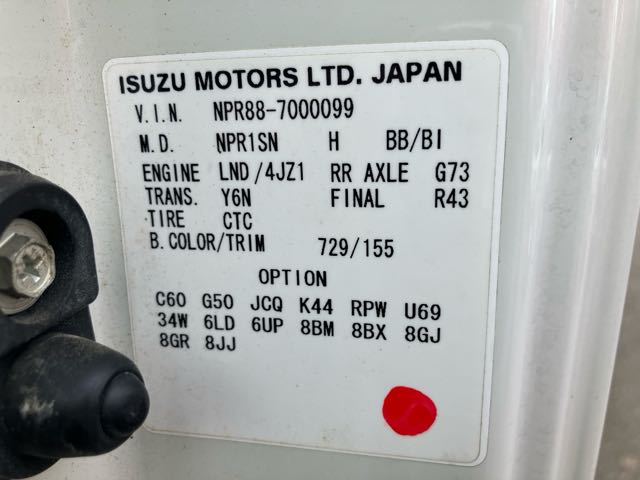 ISUZU MOTORS LTD. JAPAN
V.I.N. NPR88-7000099
M.D. NPR1SN H BB/BI
ENGINE LND/4JZ1 RR AXLE G73
TRANS. Y6N FINAL R43
TIRE CTC
B.COLOR/TRIM 729/155
OPTION
C60 G50 JCQ K44 RPW U69
34W 6LD 6UP 8BM 8BX 8GJ
8GR 8JJ